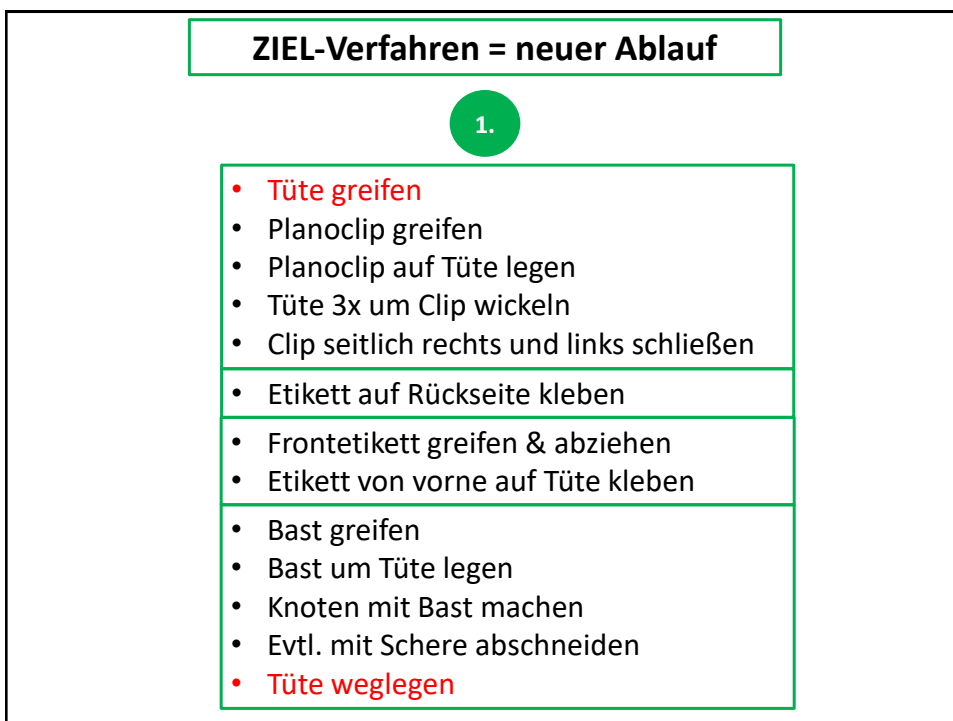 ZIEL-Verfahren = neuer Ablauf
1.
• Tüte greifen
• Planoclip greifen
• Planoclip auf Tüte legen
• Tüte 3x um Clip wickeln
• Clip seitlich rechts und links schließen
• Etikett auf Rückseite kleben
• Frontetikett greifen & abziehen
• Etikett von vorne auf Tüte kleben
• Bast greifen
• Bast um Tüte legen
• Knoten mit Bast machen
• Evtl. mit Schere abschneiden
• Tüte weglegen